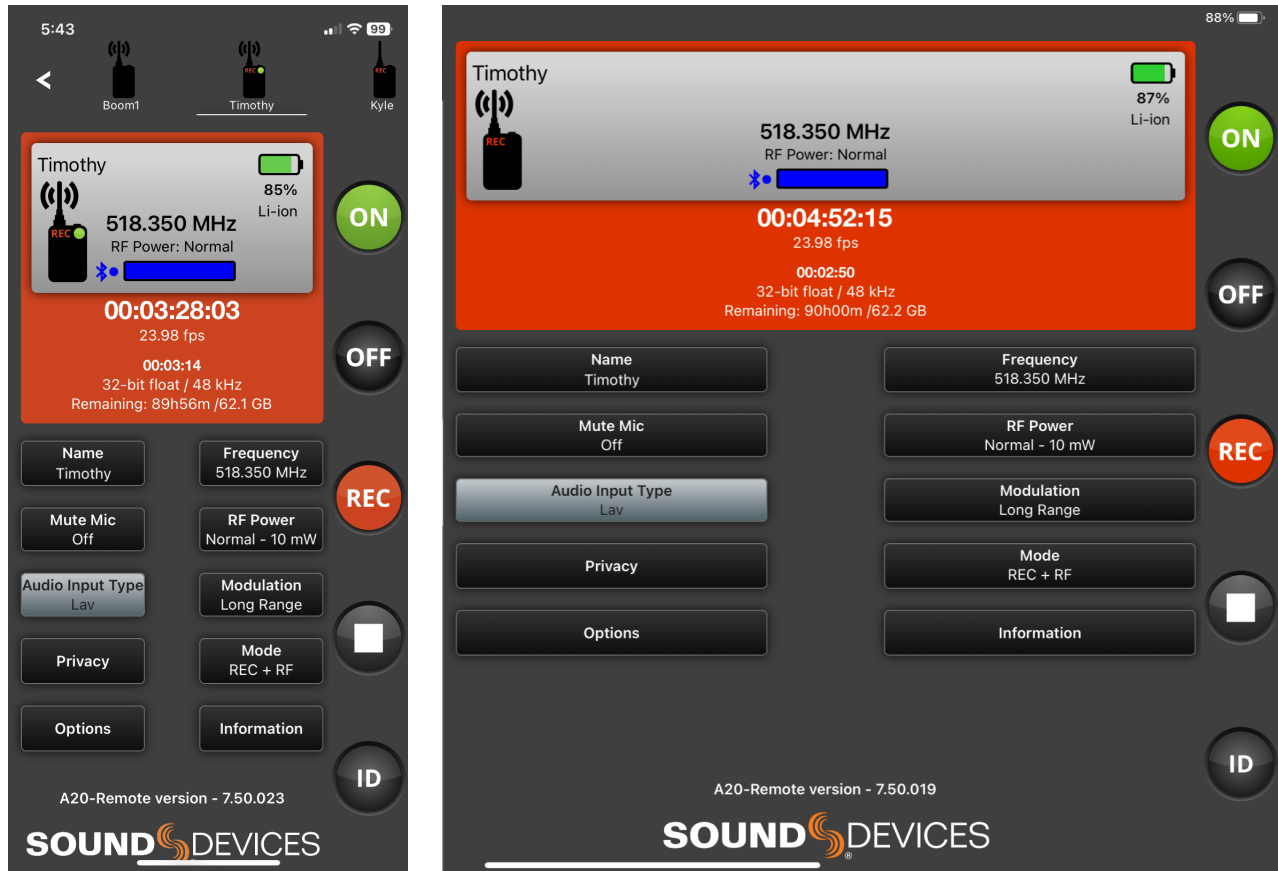 5:43
99
REC
REC
Boom1
Timothy
Kyle
Timothy
85%
Li-ion
REC
518.350 MHz
RF Power: Normal
00:03:28:03
23.98 fps
00:03:14
32-bit float / 48 kHz
Remaining: 89h56m /62.1 GB
ON
OFF
REC
ID
Name
Timothy
Frequency
518.350 MHz
Mute Mic
Off
RF Power
Normal - 10 mW
Audio Input Type
Lav
Modulation
Long Range
Privacy
Mode
REC + RF
Options
Information
A20-Remote version - 7.50.023
SOUND DEVICES
88%
Timothy
87%
Li-ion
REC
518.350 MHz
RF Power: Normal
00:04:52:15
23.98 fps
00:02:50
32-bit float / 48 kHz
Remaining: 90h00m /62.2 GB
ON
OFF
REC
ID
Name
Timothy
Frequency
518.350 MHz
Mute Mic
Off
RF Power
Normal - 10 mW
Audio Input Type
Lav
Modulation
Long Range
Privacy
Mode
REC + RF
Options
Information
A20-Remote version - 7.50.019
SOUND DEVICES®